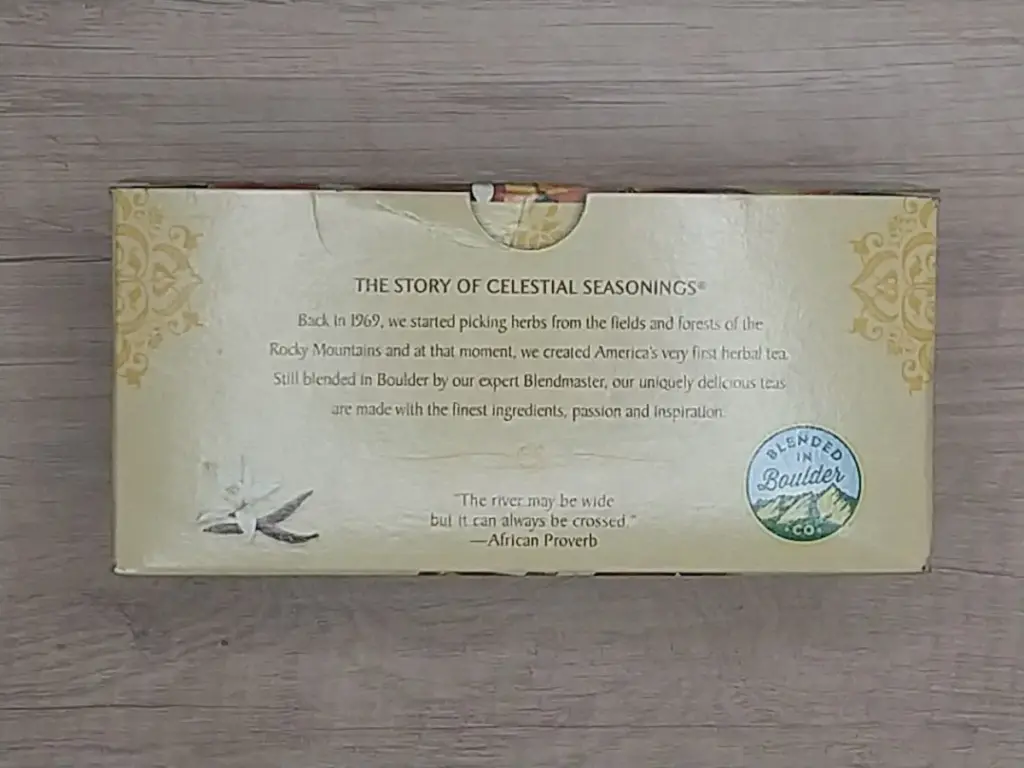 THE STORY OF CELESTIAL SEASONINGS®
Back in 1969, we started picking herbs from the fields and forests of the
Rocky Mountains and at that moment, we created America's very first herbal tea.
Still blended in Boulder by our expert Blendmaster, our uniquely delicious teas
are made with the finest ingredients, passion and inspiration.
BLENDED
IN
Boulder
CO
"The river may be wide
but it can always be crossed."
—African Proverb